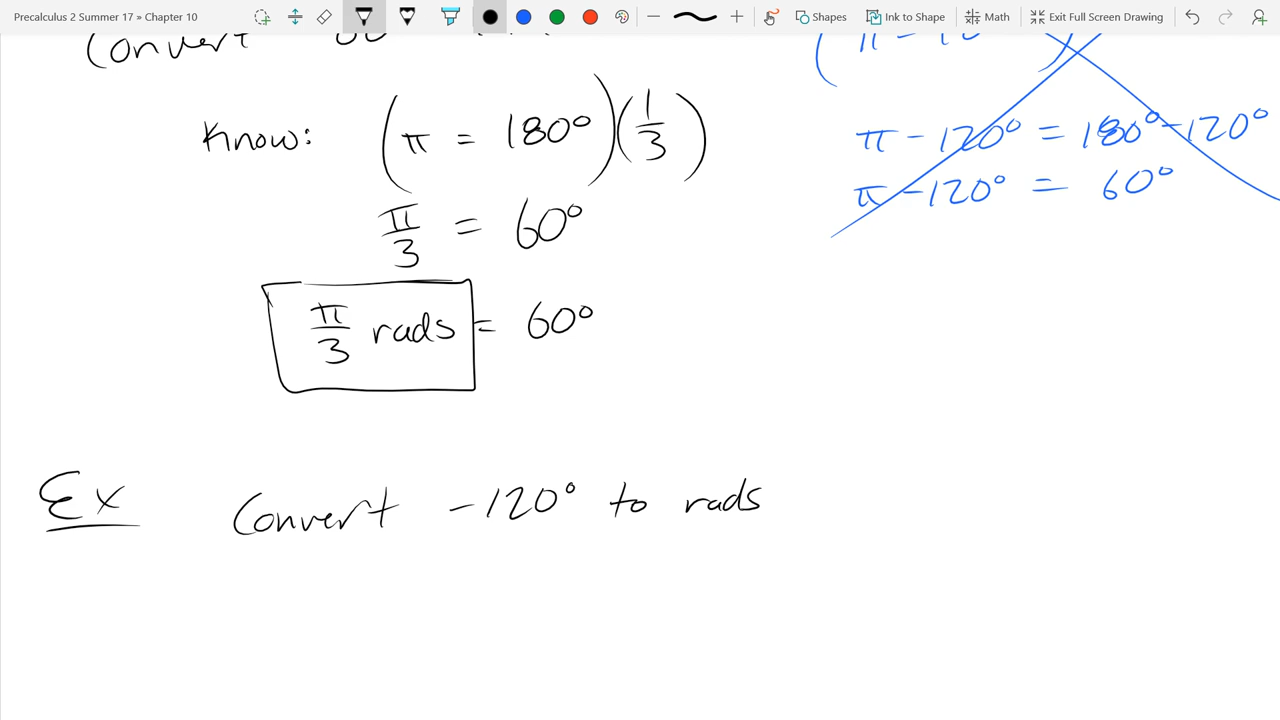 Precalculus 2 Summer 17 » Chapter 10
Shapes
Ink to Shape
Math
Exit Full Screen Drawing
Convert
Know: (π = 180°)(1/3)
π/3 = 60°
π/3 rads = 60°
π - 120° = 180° - 120°
π - 120° = 60°
Ex Convert -120° to rads